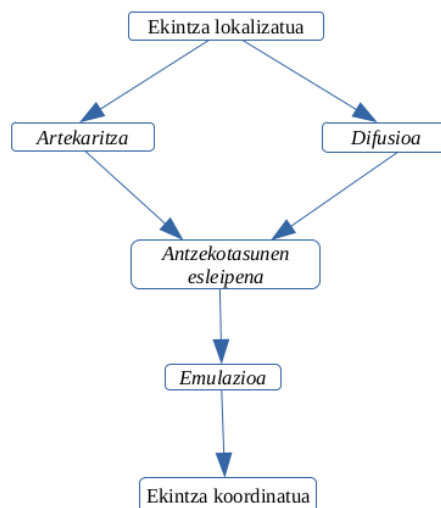 Ekintza lokalizatua
Artekaritza
Difusioa
Antzekotasunen
esleipena
Emulazioa
Ekintza koordinatua